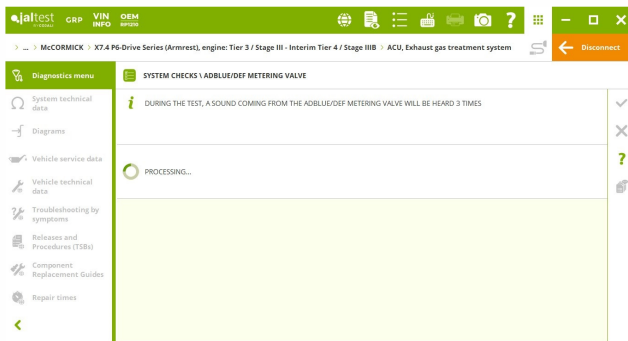 jaltest
BY COJALI
GRP
VIN
INFO
OEM
> ... > McCORMICK > X7.4 P6-Drive Series (Armrest), engine: Tier 3 / Stage III - Interim Tier 4 / Stage IIIB > ACU, Exhaust gas treatment system
Disconnect
Diagnostics menu
System technical
data
Diagrams
Vehicle service data
Vehicle technical
data
Troubleshooting by
symptoms
Releases and
Procedures (TSBs)
Component
Replacement Guides
Repair times
SYSTEM CHECKS \ ADBLUE/DEF METERING VALVE
DURING THE TEST, A SOUND COMING FROM THE ADBLUE/DEF METERING VALVE WILL BE HEARD 3 TIMES
PROCESSING...